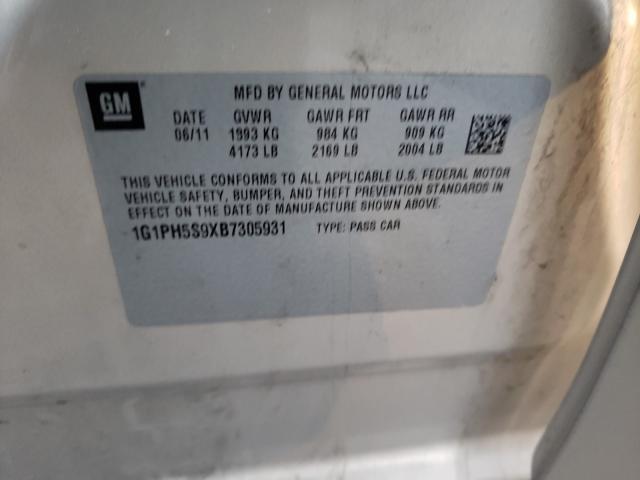 GM
MFD BY GENERAL MOTORS LLC
DATE GVWR GAWR FRT GAWR RR
06/11 1993 KG 984 KG 909 KG
4173 LB 2169 LB 2004 LB
THIS VEHICLE CONFORMS TO ALL APPLICABLE U.S. FEDERAL MOTOR
VEHICLE SAFETY, BUMPER, AND THEFT PREVENTION STANDARDS IN
EFFECT ON THE DATE OF MANUFACTURE SHOWN ABOVE.
1G1PH5S9XB7305931 TYPE: PASS CAR